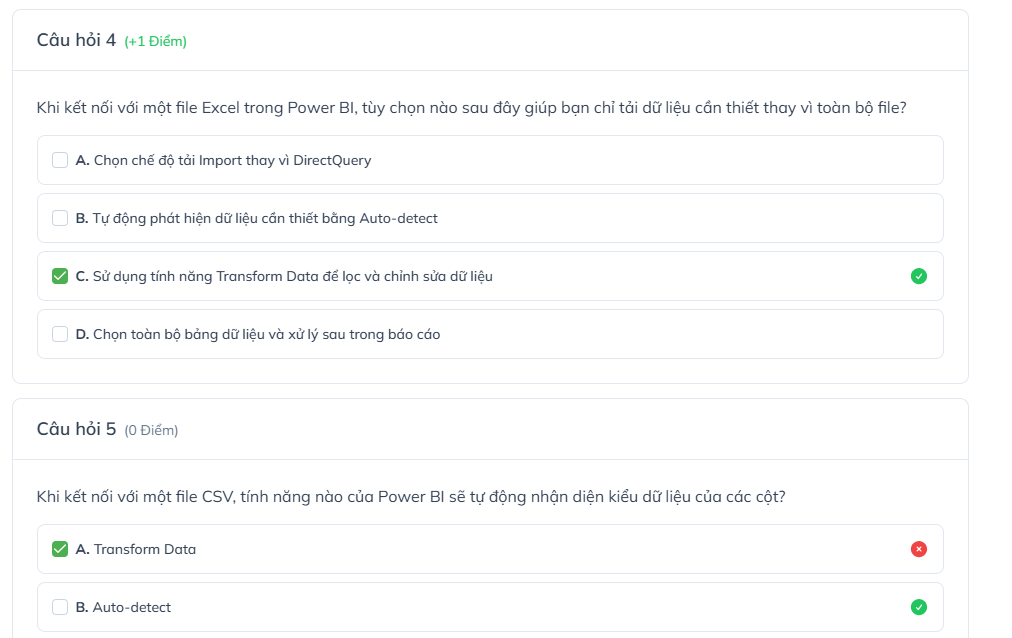 Câu hỏi 4 (+1 Điểm)
Khi kết nối với một file Excel trong Power BI, tùy chọn nào sau đây giúp bạn chỉ tải dữ liệu cần thiết thay vì toàn bộ file?
A. Chọn chế độ tải Import thay vì DirectQuery
B. Tự động phát hiện dữ liệu cần thiết bằng Auto-detect
C. Sử dụng tính năng Transform Data để lọc và chỉnh sửa dữ liệu
D. Chọn toàn bộ bảng dữ liệu và xử lý sau trong báo cáo
Câu hỏi 5 (0 Điểm)
Khi kết nối với một file CSV, tính năng nào của Power BI sẽ tự động nhận diện kiểu dữ liệu của các cột?
A. Transform Data
B. Auto-detect